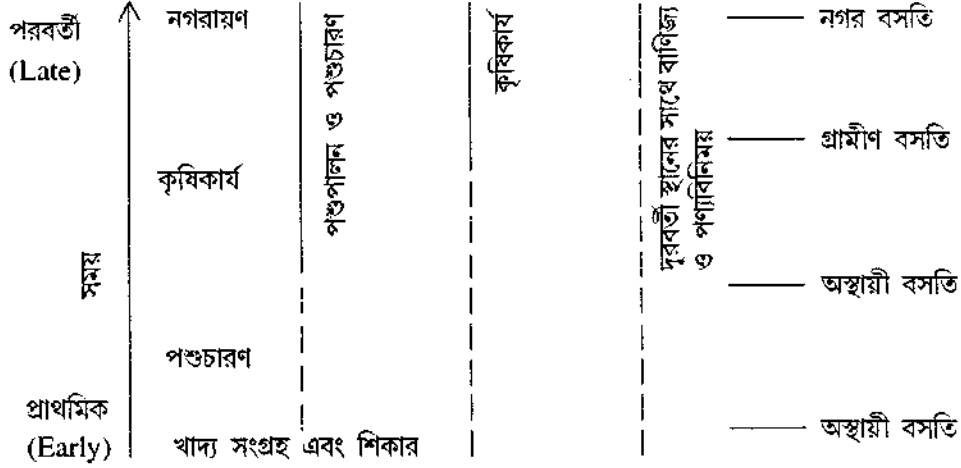 পরবর্তী
(Late)
সময়
প্রাথমিক
(Early)
নগরায়ণ
কৃষিকার্য
পশুচারণ
খাদ্য সংগ্রহ এবং শিকার
পশুপালন ও পশুচারণ
কৃষিকার্য
দূরবর্তী স্থানের সাথে বাণিজ্য
ও পণ্যবিনিময়
নগর বসতি
গ্রামীণ বসতি
অস্থায়ী বসতি
অস্থায়ী বসতি